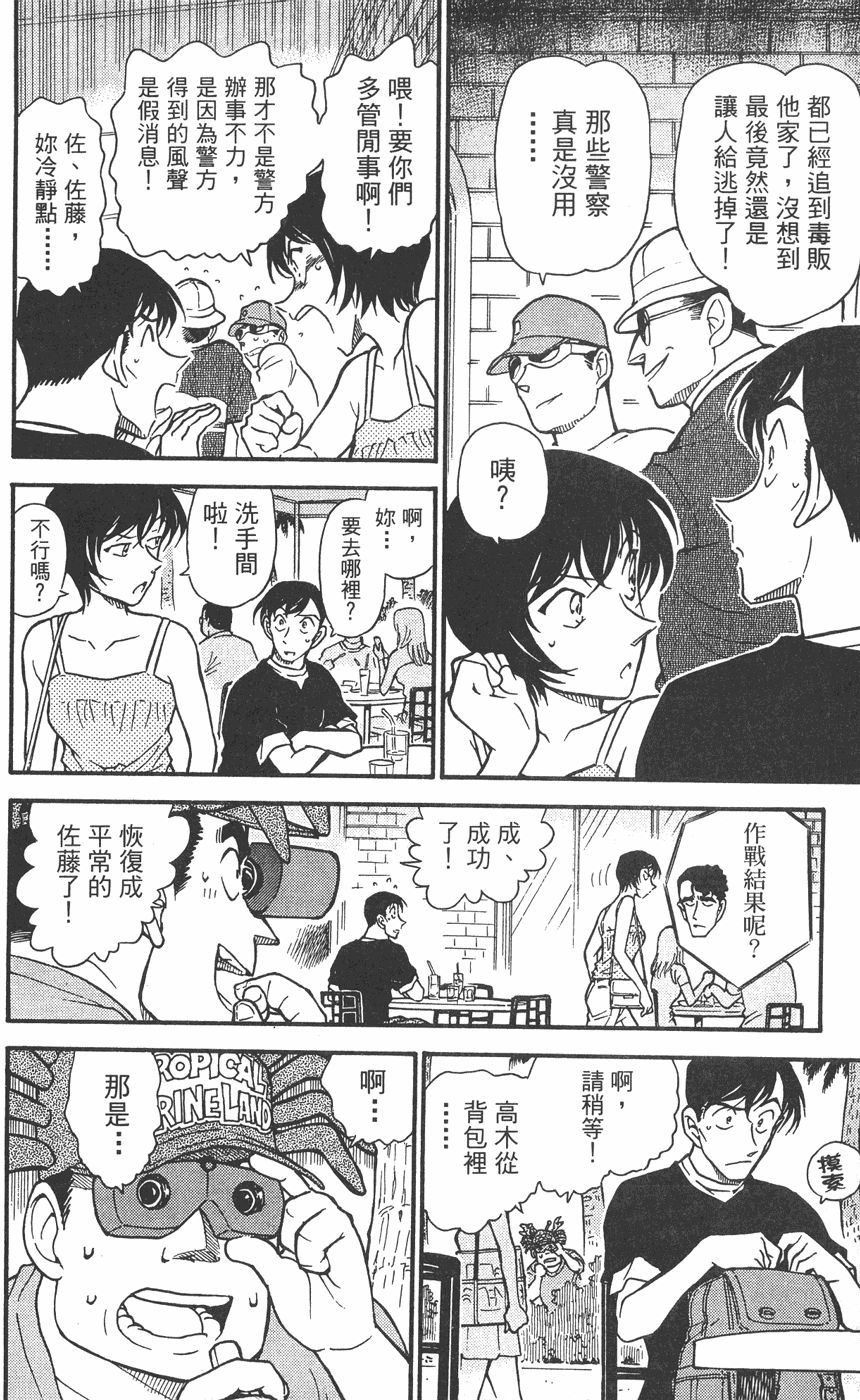 都已經追到毒販
他家了，沒想到
最後竟然還是
讓人給逃掉了！
那些警察
真是沒用
……
咦？
喂！要你們
多管閒事啊！
那才不是警方
辦事不力，
是因為警方
得到的風聲
是假消息！
佐、佐藤，
妳冷靜點……
啊，
妳…
要去哪裡？
洗手間
啦！
不行嗎？
作戰結果呢？
成、
成功
了！
恢復成
平常的
佐藤了！
啊，
請稍等！
高木從
背包裡
……
摸索
啊…
那是…
ROPICAL
RINELAND